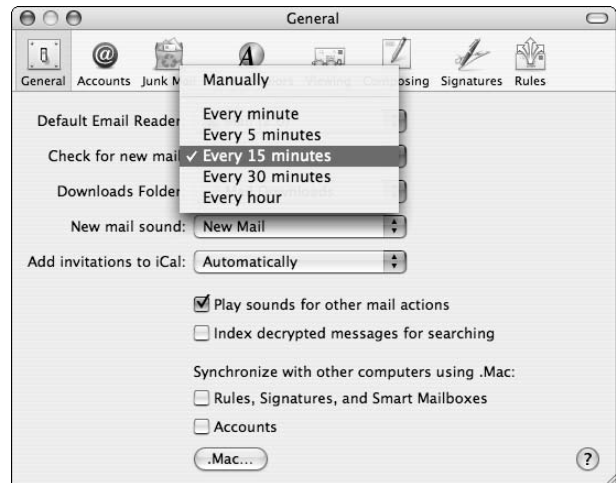 General
General Accounts Junk M Viewing Composing Signatures Rules
Manually
Default Email Reader
Every minute
Every 5 minutes
Check for new mail ✓ Every 15 minutes
Every 30 minutes
Downloads Folder
Every hour
New mail sound: New Mail
Add invitations to iCal: Automatically
Play sounds for other mail actions
Index decrypted messages for searching
Synchronize with other computers using .Mac:
Rules, Signatures, and Smart Mailboxes
Accounts
.Mac... ?